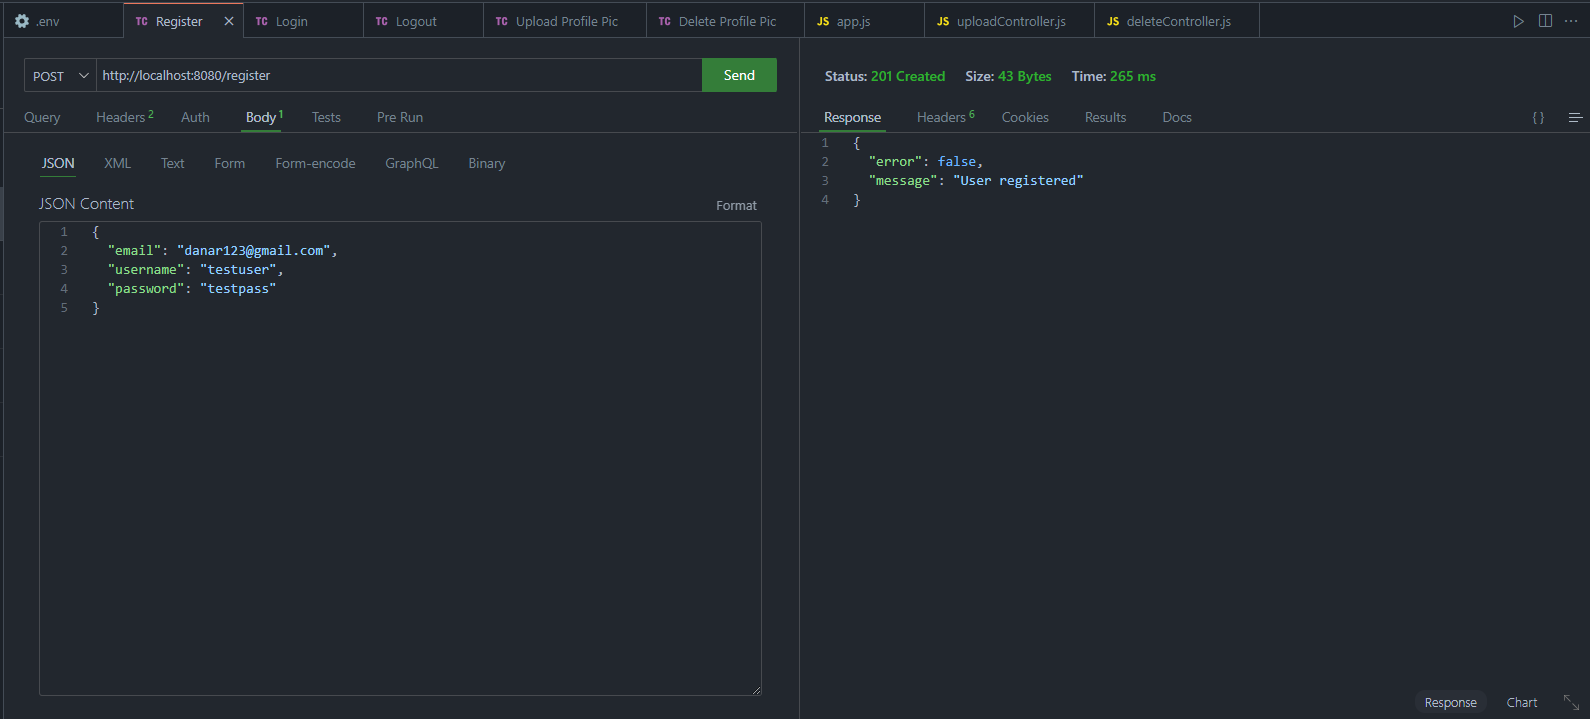 .env TC Register TC Login TC Logout TC Upload Profile Pic TC Delete Profile Pic JS app.js JS uploadController.js JS deleteController.js
POST http://localhost:8080/register Send
Query Headers 2 Auth Body 1 Tests Pre Run
JSON XML Text Form Form-encode GraphQL Binary
JSON Content Format
1 {
2 "email": "danar123@gmail.com",
3 "username": "testuser",
4 "password": "testpass"
5 }
Status: 201 Created Size: 43 Bytes Time: 265 ms
Response Headers 6 Cookies Results Docs { }
1 {
2 "error": false,
3 "message": "User registered"
4 }
Response Chart